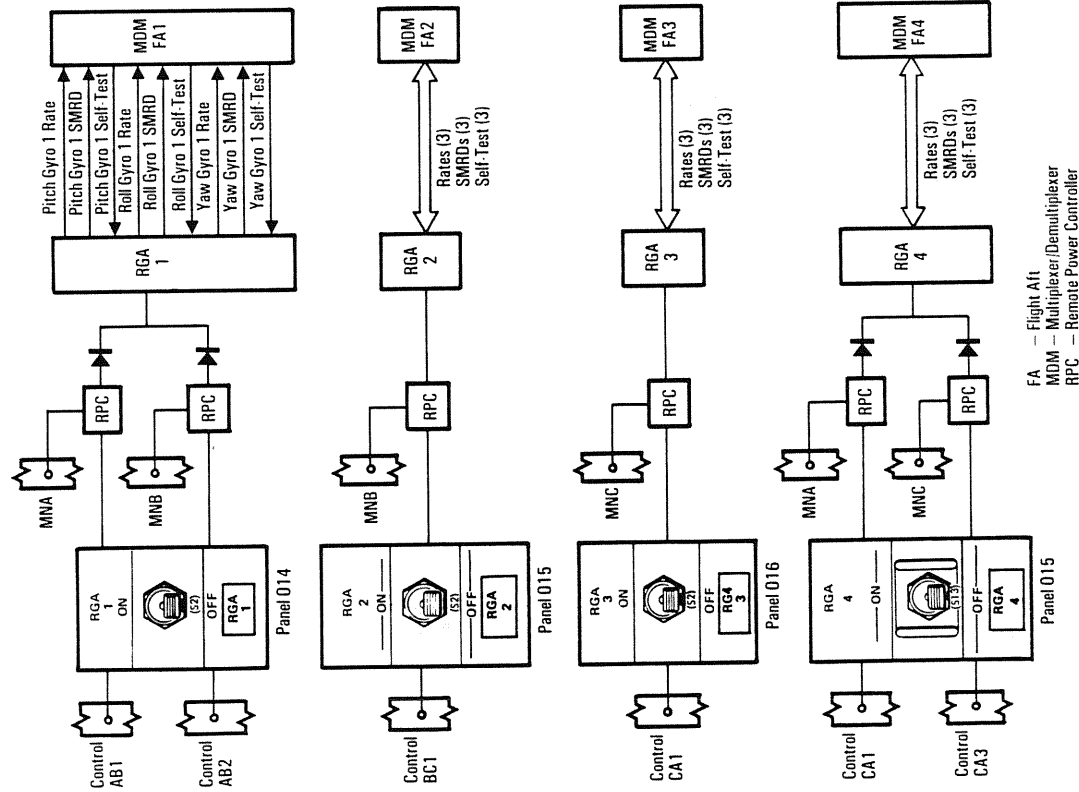 Control
AB1
Control
AB2
RGA
1
ON
(S2)
OFF
RGA
1
Panel O14
MNA
MNB
RPC
RPC
RGA
1
Pitch Gyro 1 Rate
Pitch Gyro 1 SMRD
Pitch Gyro 1 Self-Test
Roll Gyro 1 Rate
Roll Gyro 1 SMRD
Roll Gyro 1 Self-Test
Yaw Gyro 1 Rate
Yaw Gyro 1 SMRD
Yaw Gyro 1 Self-Test
MDM
FA1
Control
BC1
RGA
2
ON
(S2)
OFF
RGA
2
Panel O15
MNB
RPC
RGA
2
Rates (3)
SMRDs (3)
Self-Test (3)
MDM
FA2
Control
CA1
RGA
3
ON
(S2)
OFF
RG4
3
Panel O16
MNC
RPC
RGA
3
Rates (3)
SMRDs (3)
Self-Test (3)
MDM
FA3
Control
CA1
Control
CA3
RGA
4
ON
(S13)
OFF
RGA
4
Panel O15
MNA
MNC
RPC
RPC
RGA
4
Rates (3)
SMRDs (3)
Self-Test (3)
MDM
FA4
FA – Flight Aft
MDM – Multiplexer/Demultiplexer
RPC – Remote Power Controller